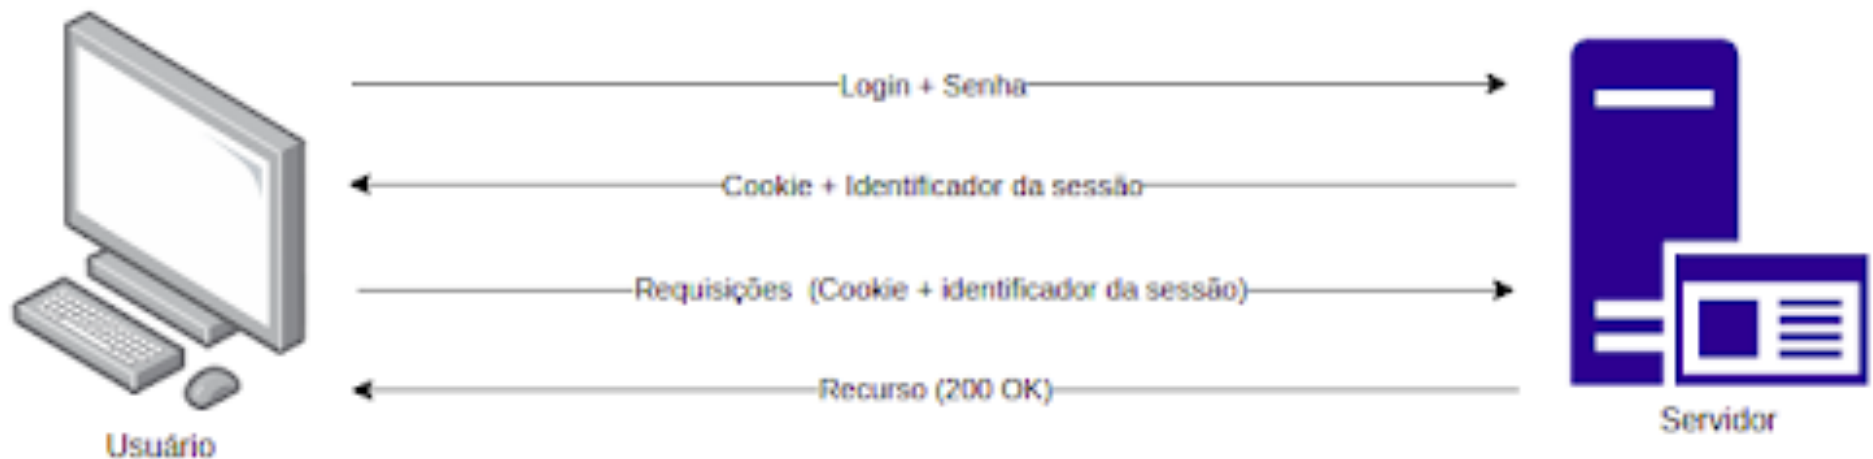 Login + Senha
Cookie + Identificador da sessão
Requisições (Cookie + identificador da sessão)
Recurso (200 OK)
Usuário
Servidor